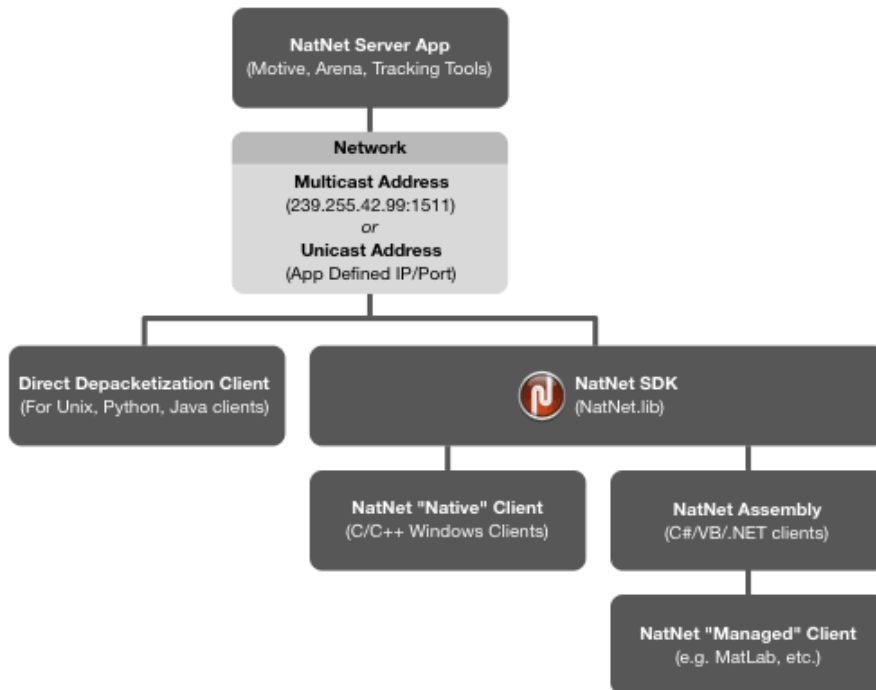 NatNet Server App
(Motive, Arena, Tracking Tools)
Network
Multicast Address
(239.255.42.99:1511)
or
Unicast Address
(App Defined IP/Port)
Direct Depacketization Client
(For Unix, Python, Java clients)
NatNet SDK
(NatNet.lib)
NatNet "Native" Client
(C/C++ Windows Clients)
NatNet Assembly
(C#/VB/.NET clients)
NatNet "Managed" Client
(e.g. MatLab, etc.)